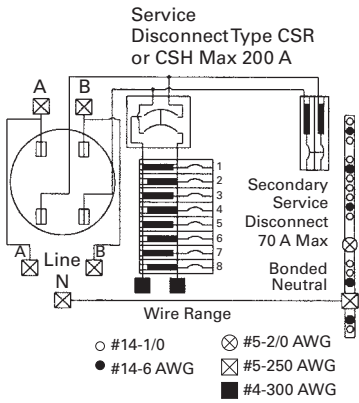 Service
Disconnect Type CSR
or CSH Max 200 A
A
B
1
2
3
4
5
6
7
8
Secondary
Service
Disconnect
70 A Max
Bonded
Neutral
A
Line
B
N
Wire Range
#14-1/0
#14-6 AWG
#5-2/0 AWG
#5-250 AWG
#4-300 AWG